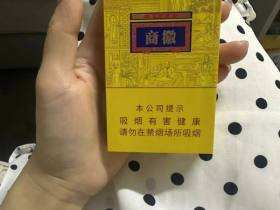 商徽
本公司提示
吸烟有害健康
请勿在禁烟场所吸烟